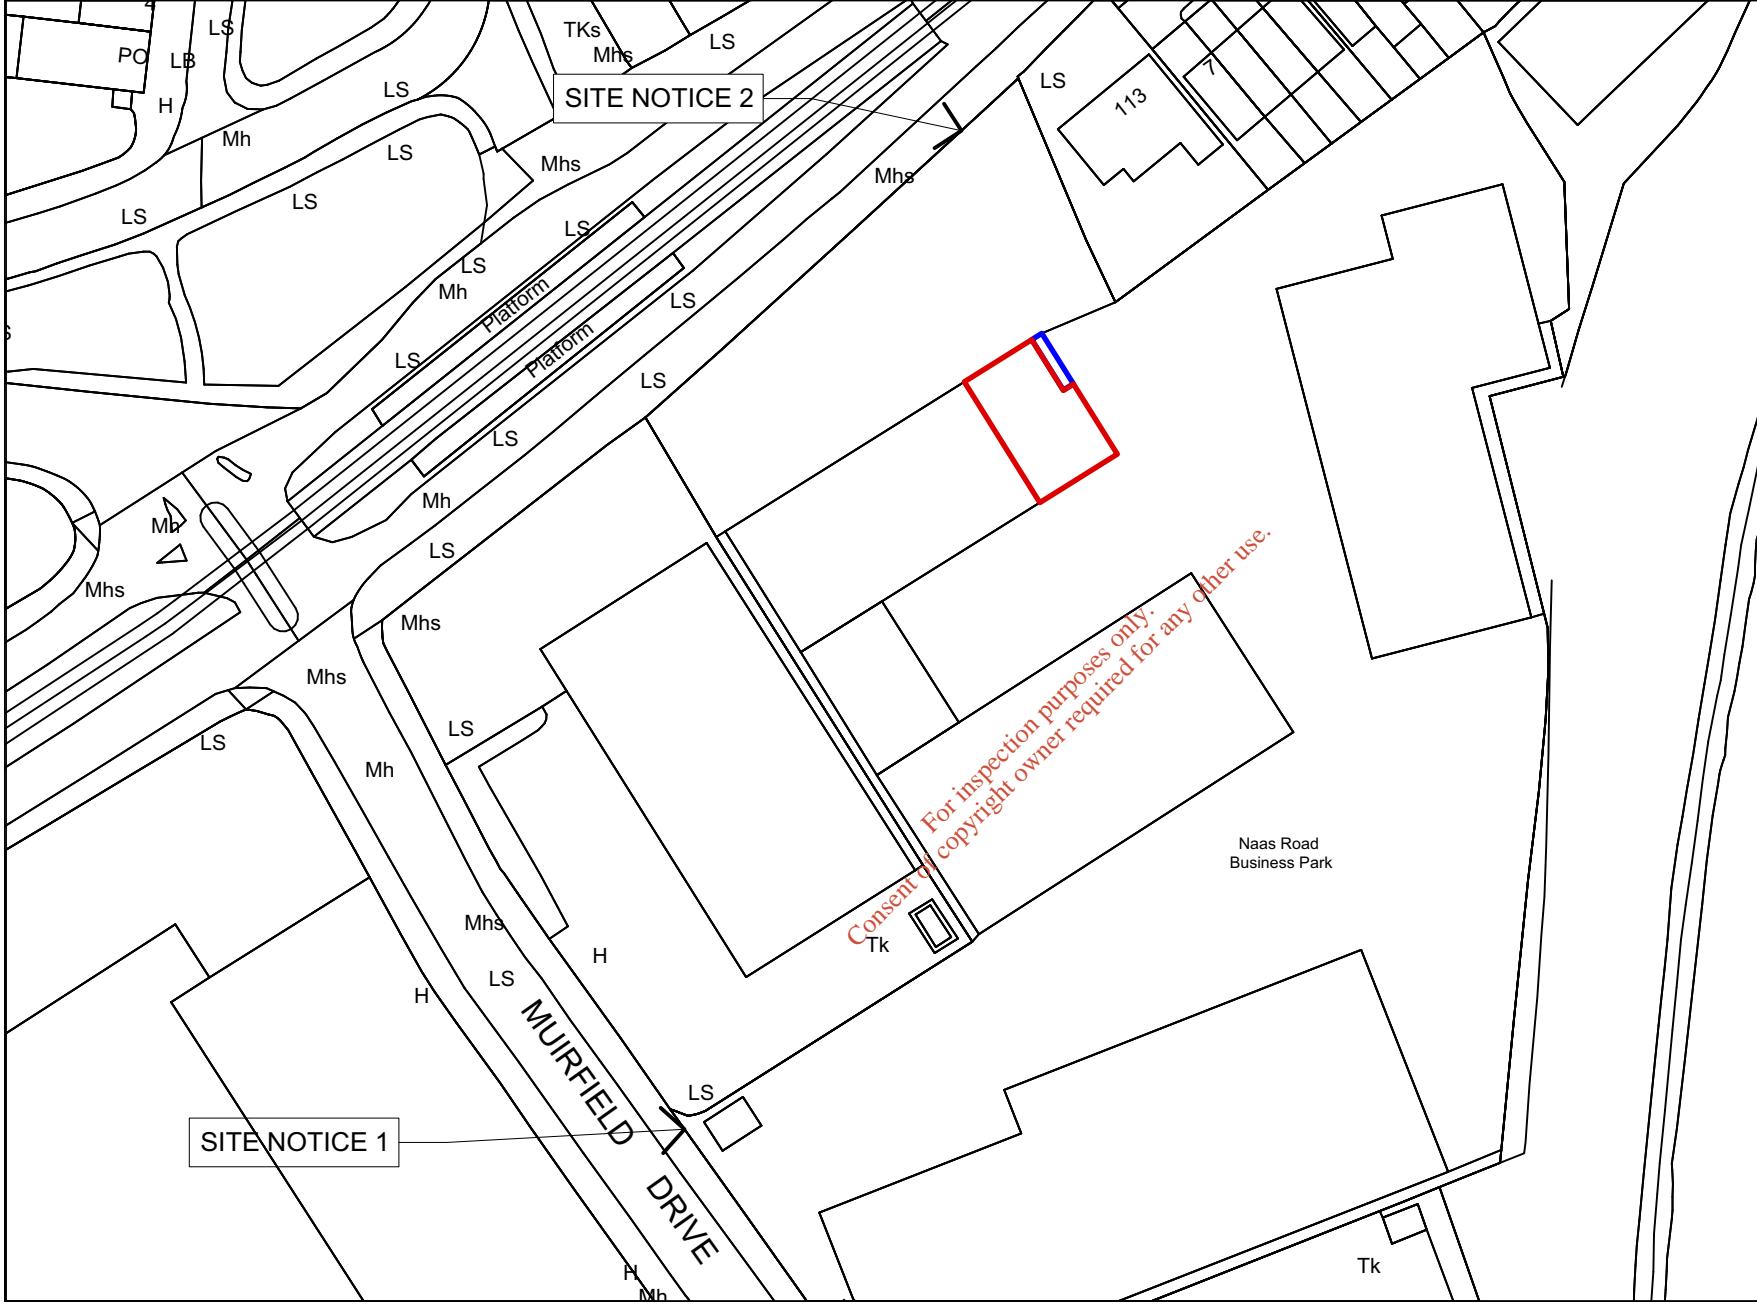 4
LS
TKs
LS
PO
LB
Mhs
LS
LS
7
SITE NOTICE 2
113
H
Mh
LS
Mhs
Mhs
LS
LS
LS
LS
Mh
Platform
LS
Platform
LS
LS
LS
Mh
Mh
LS
Mhs
Mhs
Mhs
LS
LS
Mh
For inspection purposes only.
Consent of copyright owner required for any other use.
Naas Road
Business Park
Mhs
Tk
H
LS
H
MUIRFIELD DRIVE
LS
SITE NOTICE 1
Tk
H
Mh